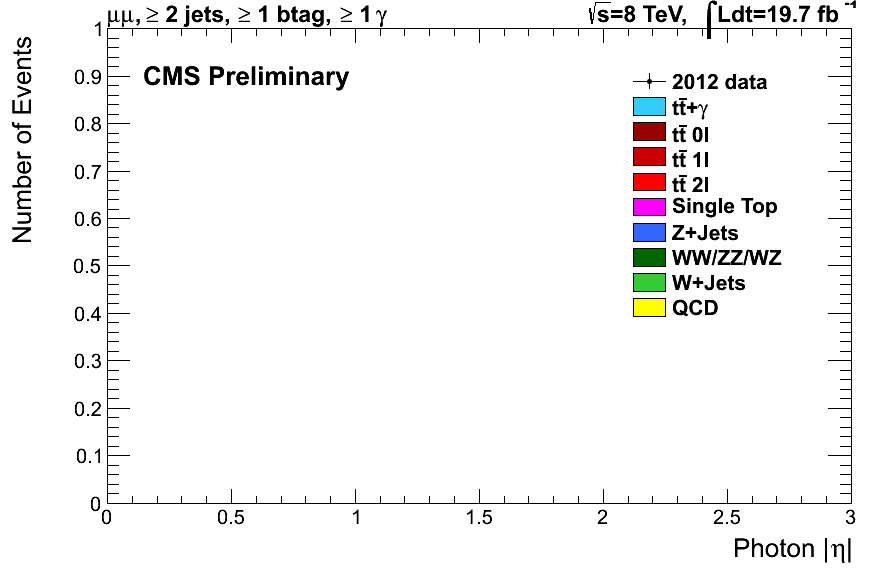 μμ, ≥ 2 jets, ≥ 1 btag, ≥ 1 γ
√s=8 TeV, ∫Ldt=19.7 fb⁻¹
CMS Preliminary
2012 data
tt̅+γ
tt̅ 0l
tt̅ 1l
tt̅ 2l
Single Top
Z+Jets
WW/ZZ/WZ
W+Jets
QCD
Number of Events
1
0.9
0.8
0.7
0.6
0.5
0.4
0.3
0.2
0.1
0
0 0.5 1 1.5 2 2.5 3
Photon |η|